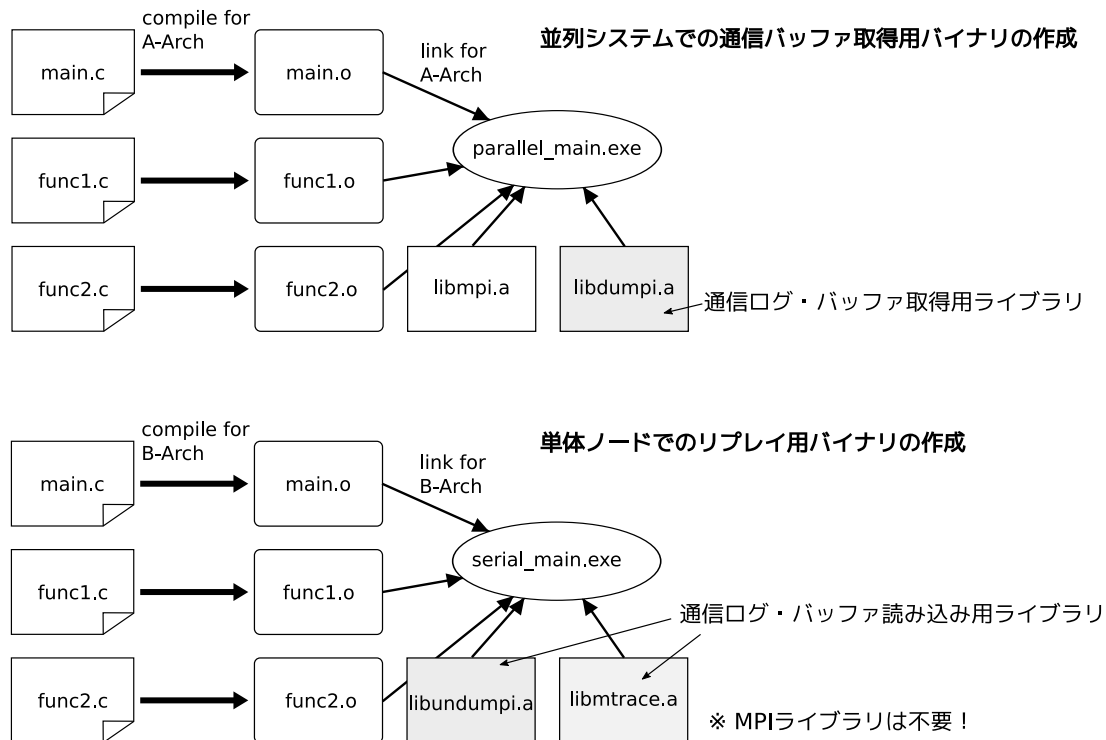 compile for
A-Arch
並列システムでの通信バッファ取得用バイナリの作成
link for
A-Arch
main.c
main.o
parallel_main.exe
func1.c
func1.o
func2.c
func2.o
libmpi.a
libdumpi.a
通信ログ・バッファ取得用ライブラリ
compile for
B-Arch
単体ノードでのリプレイ用バイナリの作成
link for
B-Arch
main.c
main.o
serial_main.exe
func1.c
func1.o
通信ログ・バッファ読み込み用ライブラリ
func2.c
func2.o
libundumpi.a
libmtrace.a
※ MPIライブラリは不要！